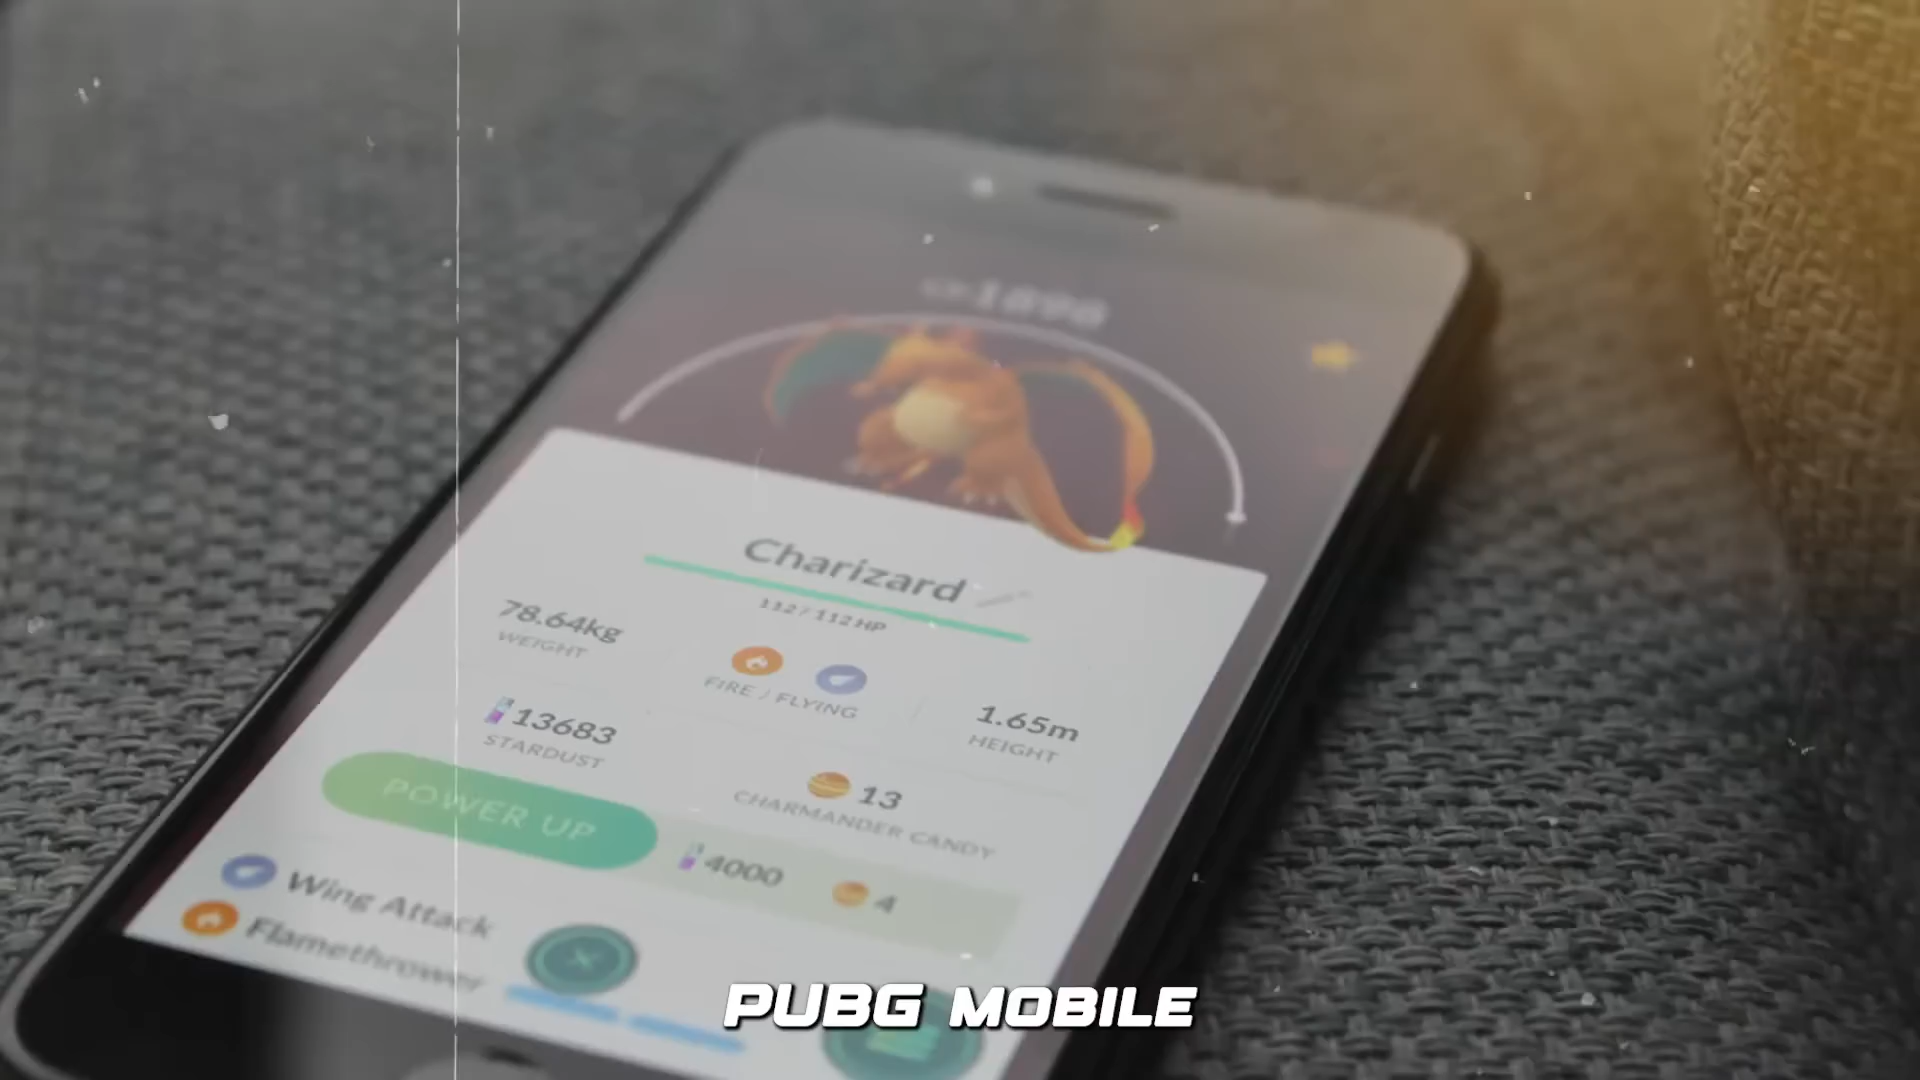 1898
Charizard
112 / 112 HP
78.64kg
WEIGHT
FIRE / FLYING
1.65m
HEIGHT
13683
STARDUST
13
CHARMANDER CANDY
POWER UP
4000
4
Wing Attack
Flamethrower
PUBG MOBILE